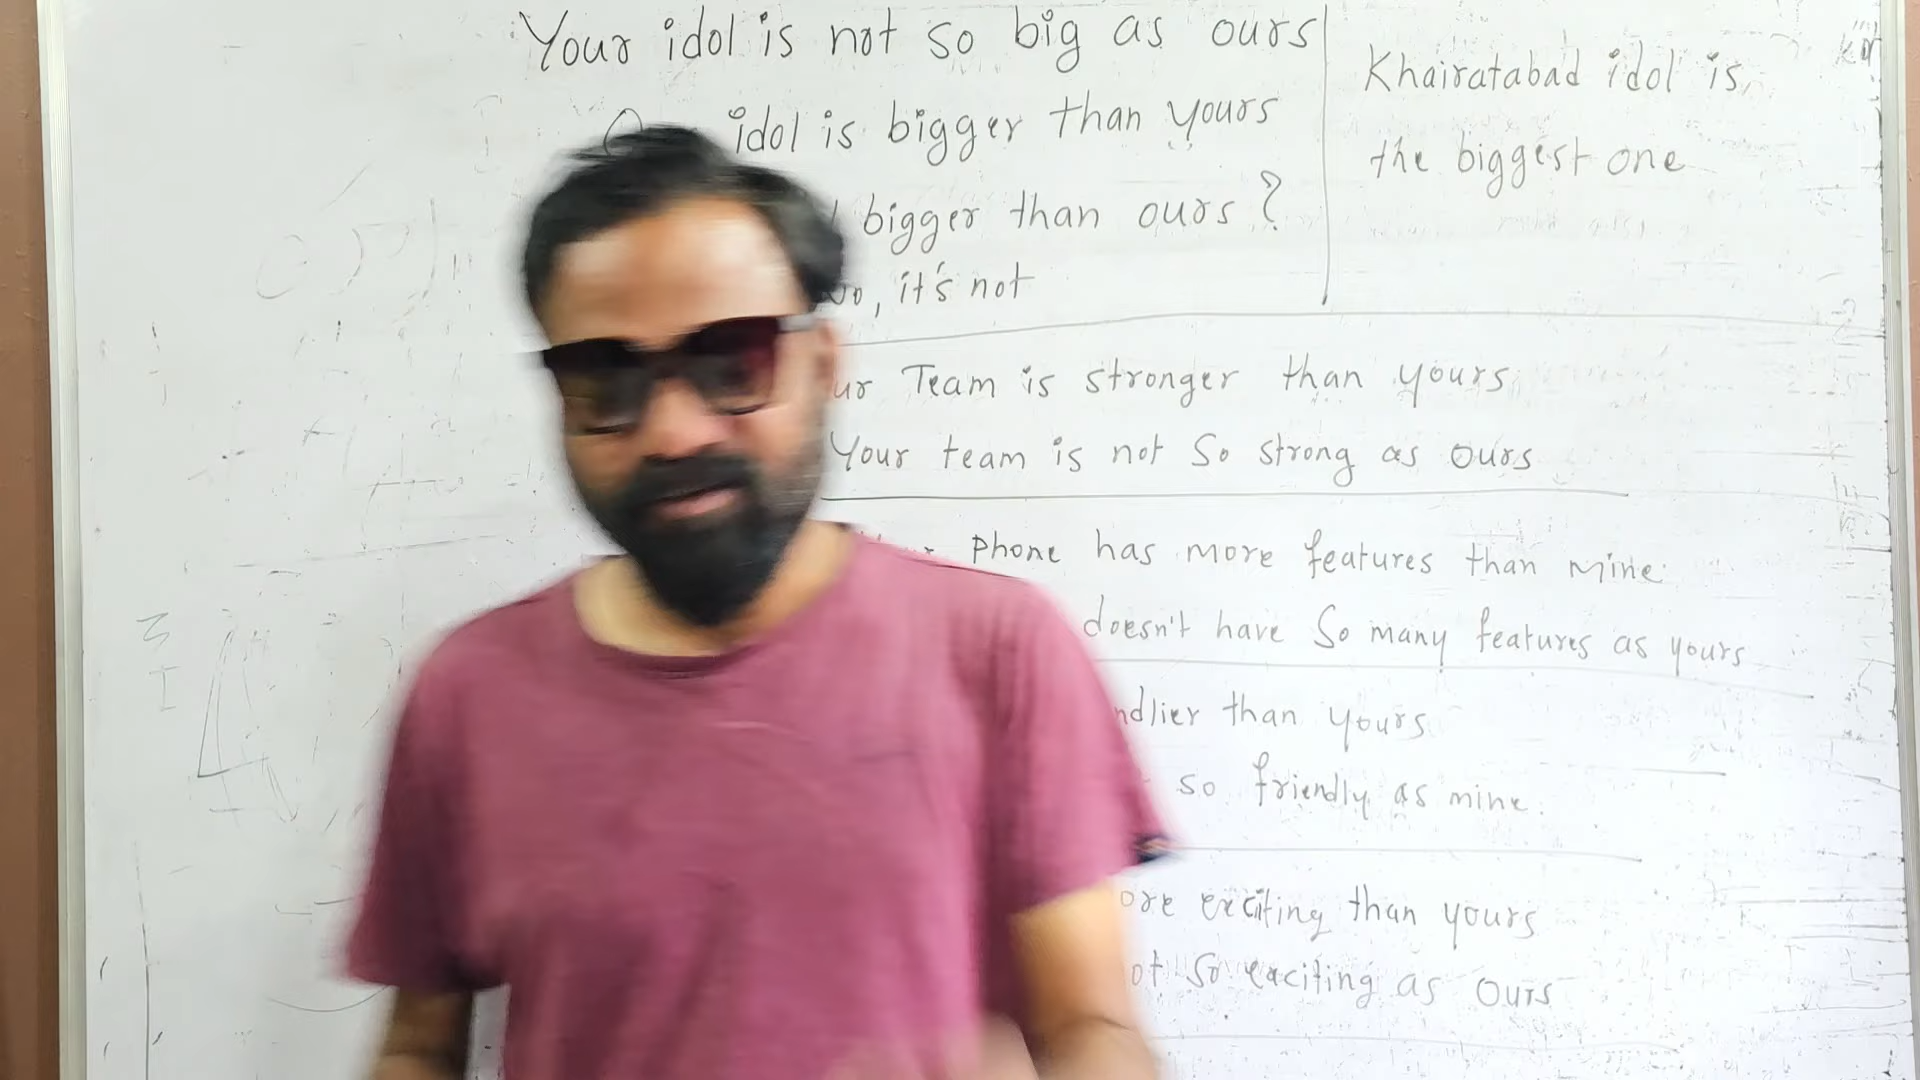 Your idol is not so big as ours
idol is bigger than yours
bigger than ours ?
No, it's not
Khairatabad idol is
the biggest one
Team is stronger than yours
Your team is not So strong as ours
Phone has more features than mine
doesn't have So many features as yours
than yours
so friendly as mine.
exciting than yours
So exciting as ours